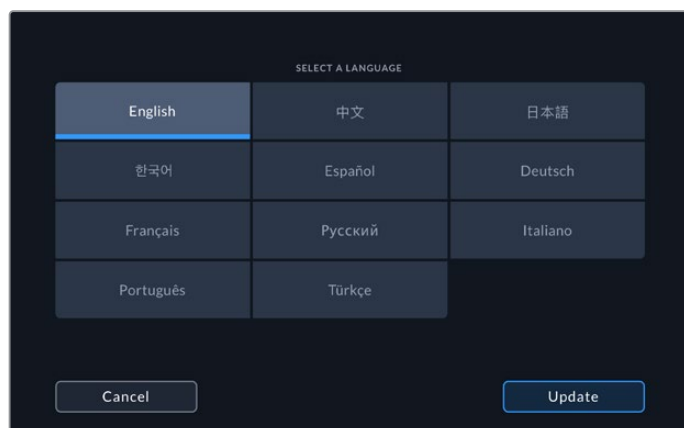 SELECT A LANGUAGE
English 中文 日本語
한국어 Español Deutsch
Français Русский Italiano
Português Türkçe
Cancel Update